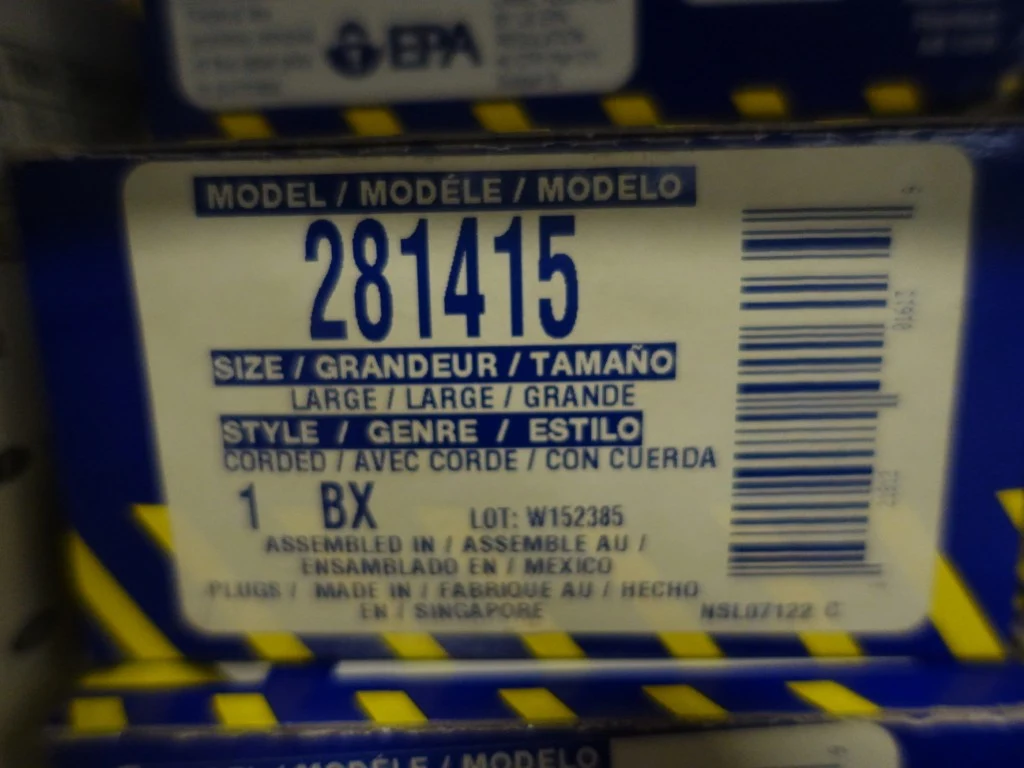 EPA
MODEL / MODÉLE / MODELO
281415
SIZE / GRANDEUR / TAMAÑO
LARGE / LARGE / GRANDE
STYLE / GENRE / ESTILO
CORDED / AVEC CORDE / CON CUERDA
1 BX
LOT: W152385
ASSEMBLED IN / ASSEMBLE AU /
ENSAMBLADO EN / MEXICO
PLUGS / MADE IN / FABRIQUE AU / HECHO
EN / SINGAPORE
NSL07122 C
/ MODÉLE / MODELO